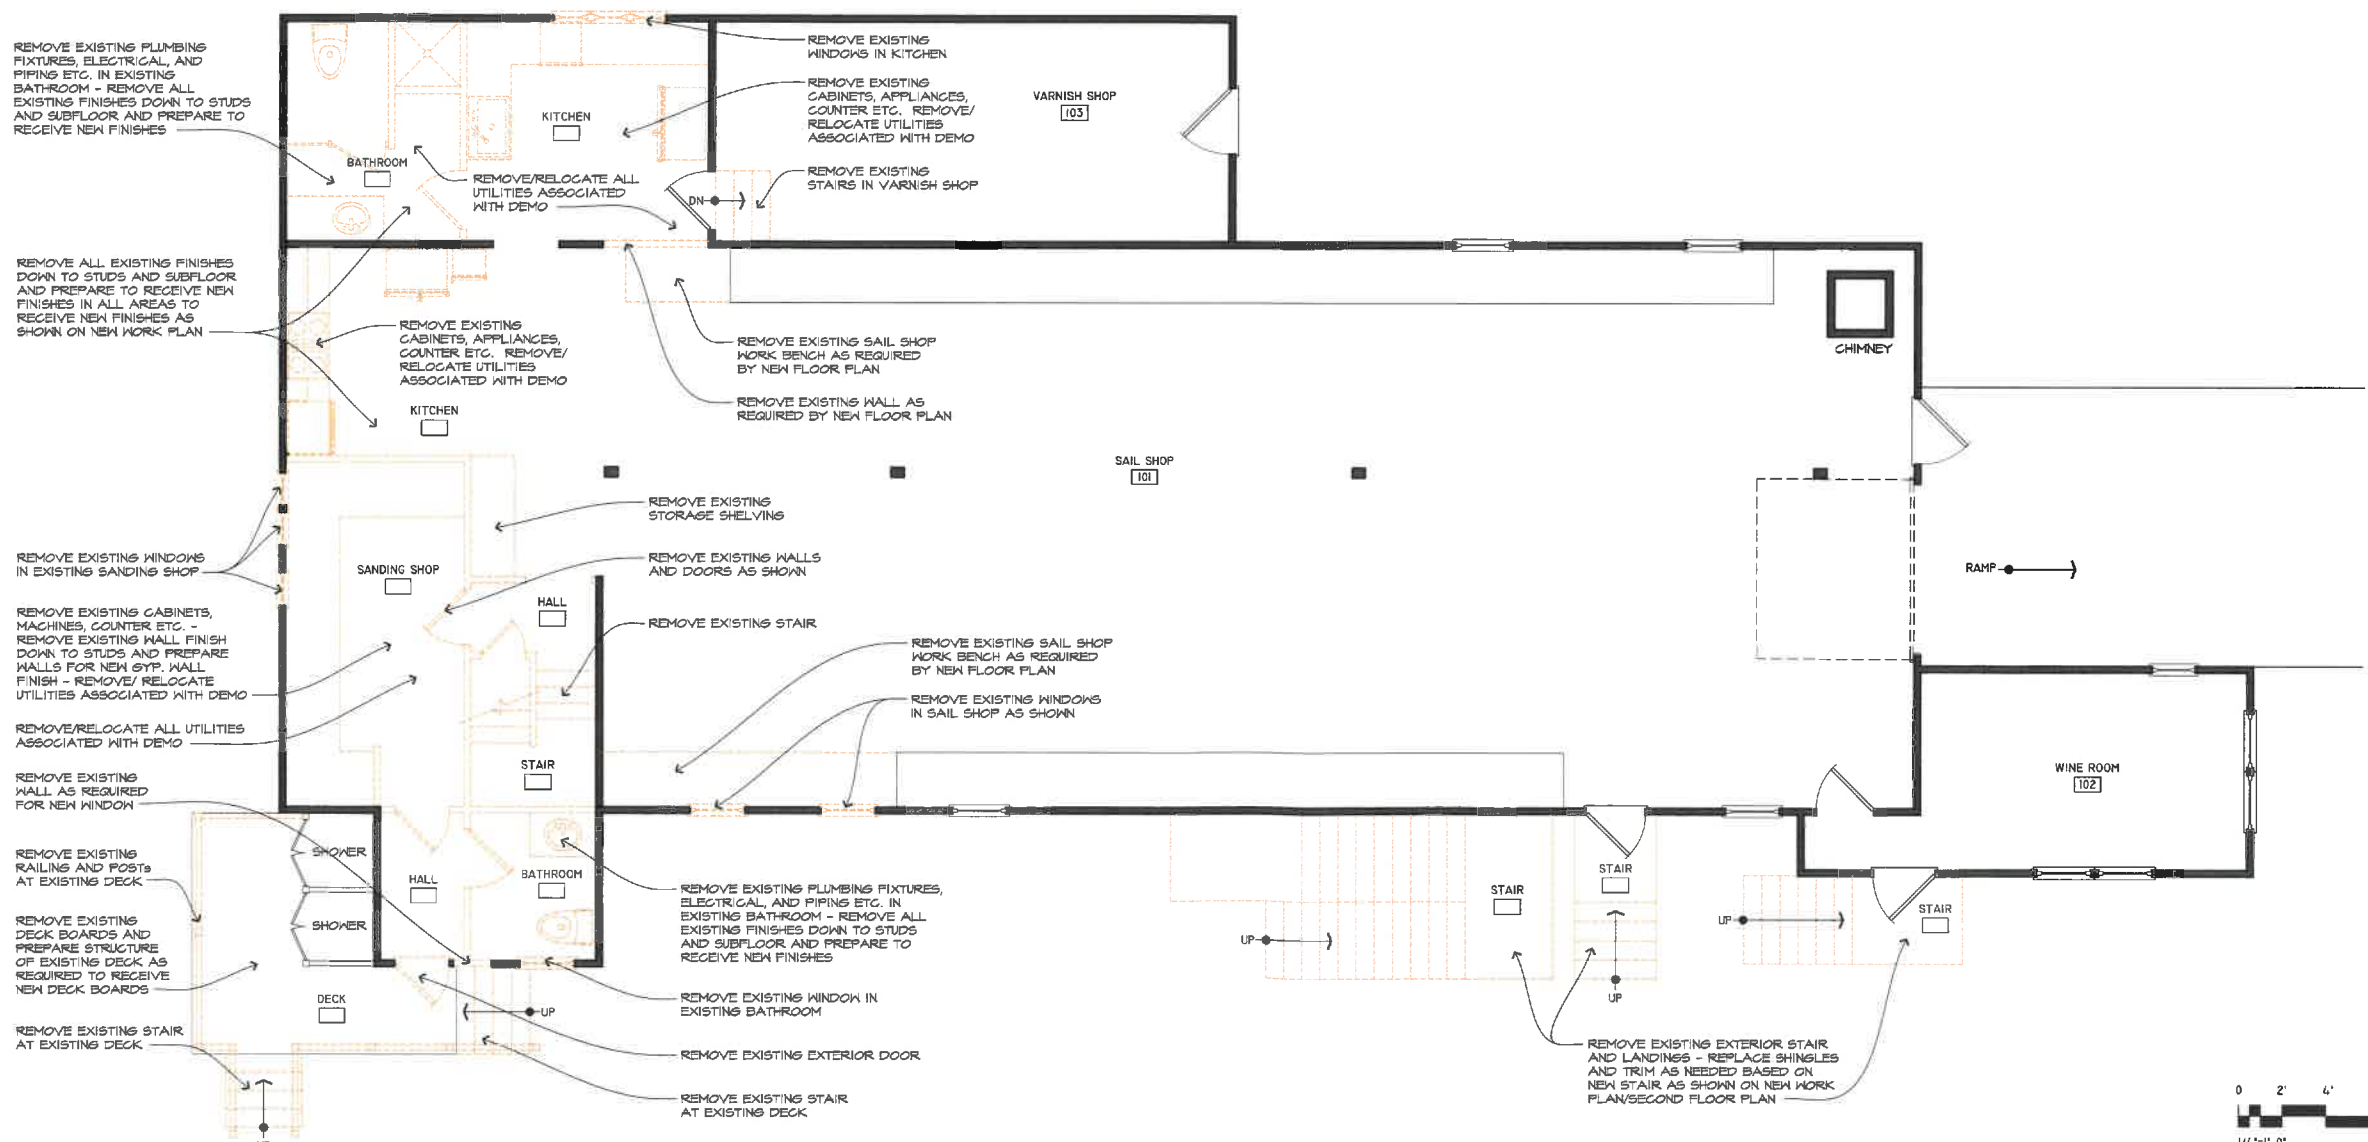 REMOVE EXISTING PLUMBING
FIXTURES, ELECTRICAL, AND
PIPING ETC. IN EXISTING
BATHROOM - REMOVE ALL
EXISTING FINISHES DOWN TO STUDS
AND SUBFLOOR AND PREPARE TO
RECEIVE NEW FINISHES
BATHROOM
KITCHEN
REMOVE/RELOCATE ALL
UTILITIES ASSOCIATED
WITH DEMO
DN
REMOVE EXISTING
WINDOWS IN KITCHEN
REMOVE EXISTING
CABINETS, APPLIANCES,
COUNTER ETC. REMOVE/
RELOCATE UTILITIES
ASSOCIATED WITH DEMO
REMOVE EXISTING
STAIRS IN VARNISH SHOP
VARNISH SHOP
103
REMOVE ALL EXISTING FINISHES
DOWN TO STUDS AND SUBFLOOR
AND PREPARE TO RECEIVE NEW
FINISHES IN ALL AREAS TO
RECEIVE NEW FINISHES AS
SHOWN ON NEW WORK PLAN
REMOVE EXISTING
CABINETS, APPLIANCES,
COUNTER ETC. REMOVE/
RELOCATE UTILITIES
ASSOCIATED WITH DEMO
KITCHEN
REMOVE EXISTING SAIL SHOP
WORK BENCH AS REQUIRED
BY NEW FLOOR PLAN
REMOVE EXISTING WALL AS
REQUIRED BY NEW FLOOR PLAN
CHIMNEY
SAIL SHOP
101
REMOVE EXISTING
STORAGE SHELVING
REMOVE EXISTING WINDOWS
IN EXISTING SANDING SHOP
SANDING SHOP
REMOVE EXISTING WALLS
AND DOORS AS SHOWN
HALL
RAMP
REMOVE EXISTING CABINETS,
MACHINES, COUNTER ETC. -
REMOVE EXISTING WALL FINISH
DOWN TO STUDS AND PREPARE
WALLS FOR NEW GYP. WALL
FINISH - REMOVE/ RELOCATE
UTILITIES ASSOCIATED WITH DEMO
REMOVE EXISTING STAIR
REMOVE EXISTING SAIL SHOP
WORK BENCH AS REQUIRED
BY NEW FLOOR PLAN
REMOVE EXISTING WINDOWS
IN SAIL SHOP AS SHOWN
REMOVE/RELOCATE ALL UTILITIES
ASSOCIATED WITH DEMO
STAIR
WINE ROOM
102
REMOVE EXISTING
WALL AS REQUIRED
FOR NEW WINDOW
REMOVE EXISTING
RAILING AND POSTS
AT EXISTING DECK
SHOWER
SHOWER
HALL
BATHROOM
REMOVE EXISTING PLUMBING FIXTURES,
ELECTRICAL, AND PIPING ETC. IN
EXISTING BATHROOM - REMOVE ALL
EXISTING FINISHES DOWN TO STUDS
AND SUBFLOOR AND PREPARE TO
RECEIVE NEW FINISHES
STAIR
STAIR
STAIR
UP
UP
UP
REMOVE EXISTING
DECK BOARDS AND
PREPARE STRUCTURE
OF EXISTING DECK AS
REQUIRED TO RECEIVE
NEW DECK BOARDS
DECK
UP
REMOVE EXISTING WINDOW IN
EXISTING BATHROOM
REMOVE EXISTING STAIR
AT EXISTING DECK
REMOVE EXISTING EXTERIOR DOOR
REMOVE EXISTING STAIR
AT EXISTING DECK
REMOVE EXISTING EXTERIOR STAIR
AND LANDINGS - REPLACE SHINGLES
AND TRIM AS NEEDED BASED ON
NEW STAIR AS SHOWN ON NEW WORK
PLAN/SECOND FLOOR PLAN
0 2' 4'